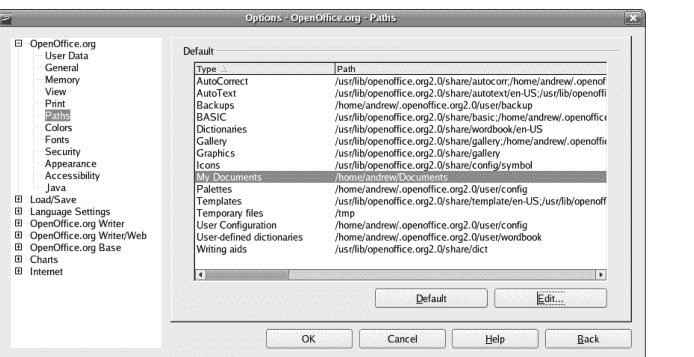 Options - OpenOffice.org - Paths
OpenOffice.org
User Data
General
Memory
View
Print
Paths
Colors
Fonts
Security
Appearance
Accessibility
Java
Load/Save
Language Settings
OpenOffice.org Writer
OpenOffice.org Writer/Web
OpenOffice.org Base
Charts
Internet
Default
Type Path
AutoCorrect /usr/lib/openoffice.org2.0/share/autocorr;/home/andrew/.openof
AutoText /usr/lib/openoffice.org2.0/share/autotext/en-US;/usr/lib/openoffi
Backups /home/andrew/.openoffice.org2.0/user/backup
BASIC /usr/lib/openoffice.org2.0/share/basic;/home/andrew/.openoffice
Dictionaries /usr/lib/openoffice.org2.0/share/wordbook/en-US
Gallery /usr/lib/openoffice.org2.0/share/gallery;/home/andrew/.openoffic
Graphics /usr/lib/openoffice.org2.0/share/gallery
Icons /usr/lib/openoffice.org2.0/share/config/symbol
My Documents /home/andrew/Documents
Palettes /home/andrew/.openoffice.org2.0/user/config
Templates /usr/lib/openoffice.org2.0/share/template/en-US;/usr/lib/openoff
Temporary files /tmp
User Configuration /home/andrew/.openoffice.org2.0/user/config
User-defined dictionaries /home/andrew/.openoffice.org2.0/user/wordbook
Writing aids /usr/lib/openoffice.org2.0/share/dict
Default Edit...
OK Cancel Help Back